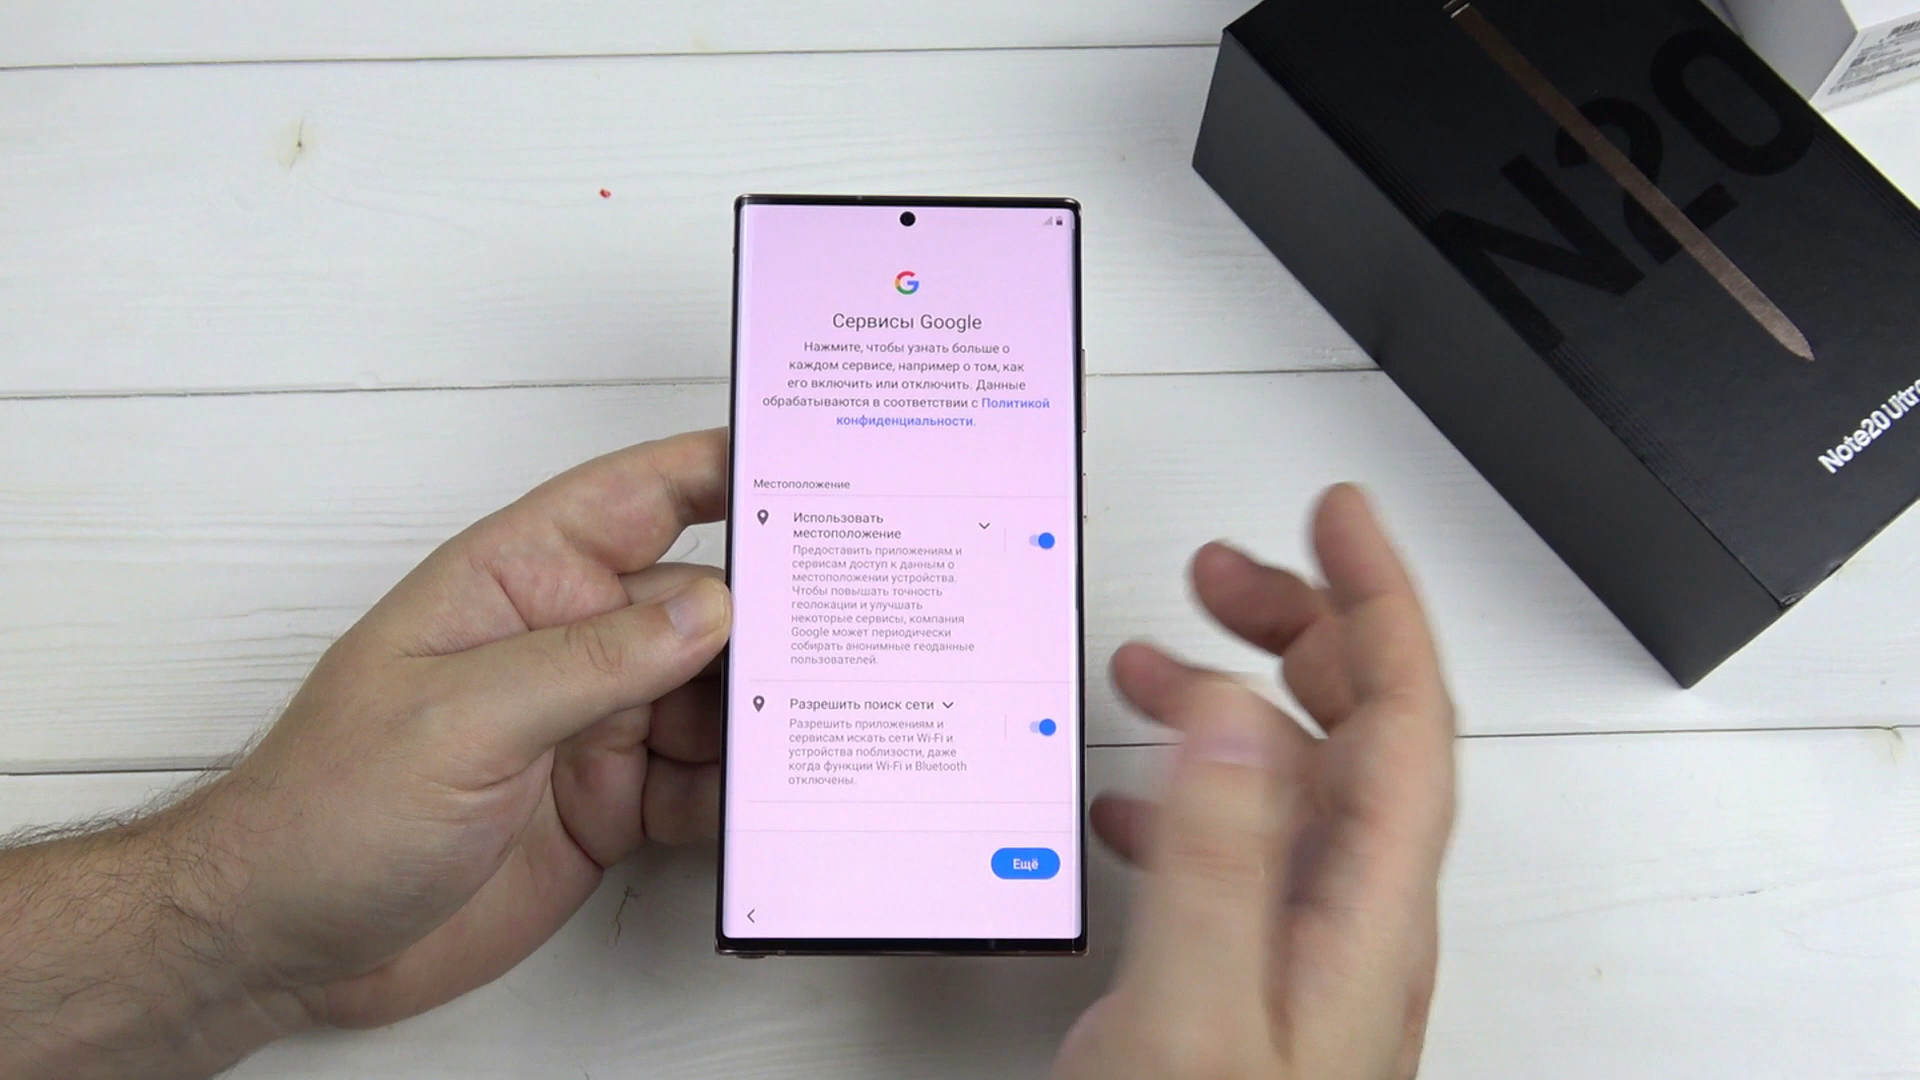 N20
Note20 Ultra
Сервисы Google
Нажмите, чтобы узнать больше о
каждом сервисе, например о том, как
его включить или отключить. Данные
обрабатываются в соответствии с Политикой
конфиденциальности.
Местоположение
Использовать
местоположение
Предоставить приложениям и
сервисам доступ к данным о
местоположении устройства.
Чтобы повышать точность
геолокации и улучшать
некоторые сервисы, компания
Google может периодически
собирать анонимные геоданные
пользователей.
Разрешить поиск сети
Разрешить приложениям и
сервисам искать сети Wi-Fi и
устройства поблизости, даже
когда функции Wi-Fi и Bluetooth
отключены.
Ещё